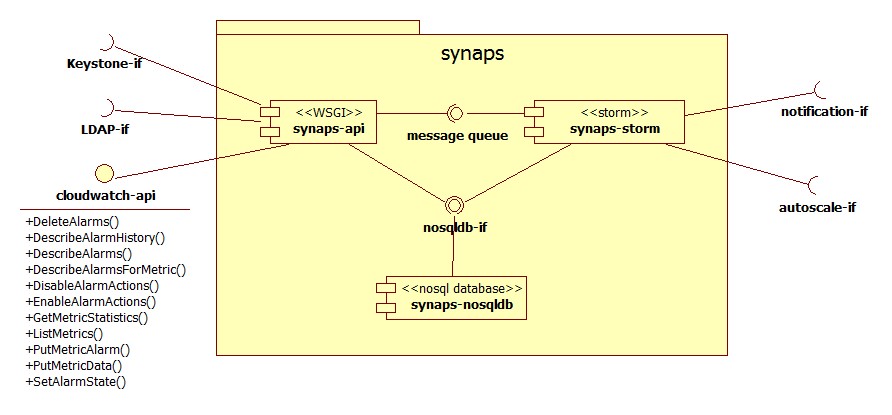 synaps
Keystone-if
<<WSGI>>
synaps-api
message queue
<<storm>>
synaps-storm
notification-if
LDAP-if
cloudwatch-api
autoscale-if
nosqldb-if
<<nosql database>>
synaps-nosqldb
+DeleteAlarms()
+DescribeAlarmHistory()
+DescribeAlarms()
+DescribeAlarmsForMetric()
+DisableAlarmActions()
+EnableAlarmActions()
+GetMetricStatistics()
+ListMetrics()
+PutMetricAlarm()
+PutMetricData()
+SetAlarmState()